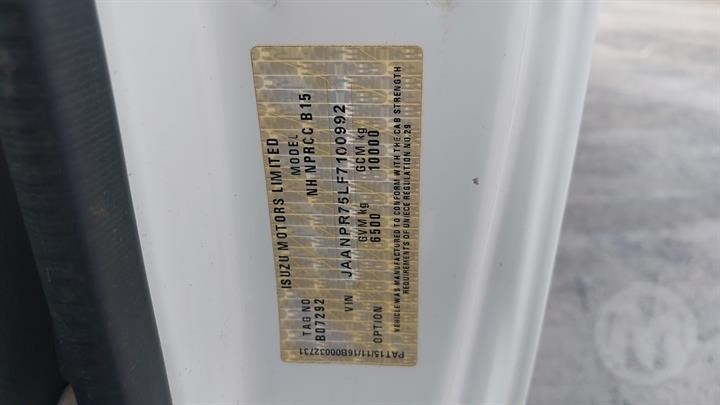 ISUZU MOTORS LIMITED
TAG NO MODEL
B07292 NH NPRCC B15
VIN JAANPR75LF7100992
GVM kg GCM kg
OPTION 6500 10000
VEHICLE WAS MANUFACTURED TO CONFORM WITH THE CAB STRENGTH
REQUIREMENTS OF UNECE REGULATION NO.29
PAT15/11/16B00032731
M